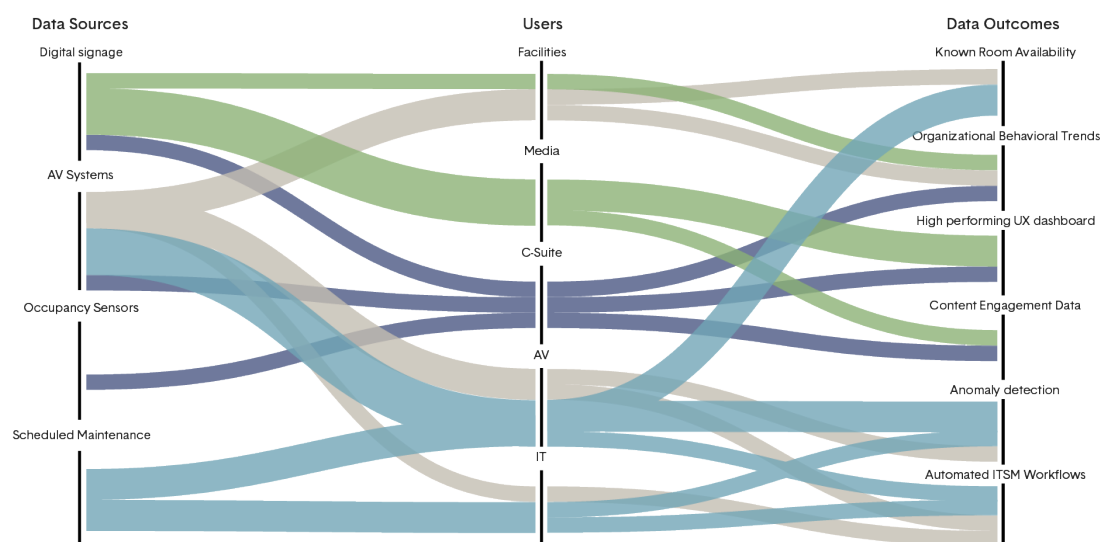 Data Sources
Users
Data Outcomes
Digital signage
Facilities
Known Room Availability
Organizational Behavioral Trends
Media
AV Systems
High performing UX dashboard
C-Suite
Occupancy Sensors
Content Engagement Data
AV
Anomaly detection
Scheduled Maintenance
IT
Automated ITSM Workflows